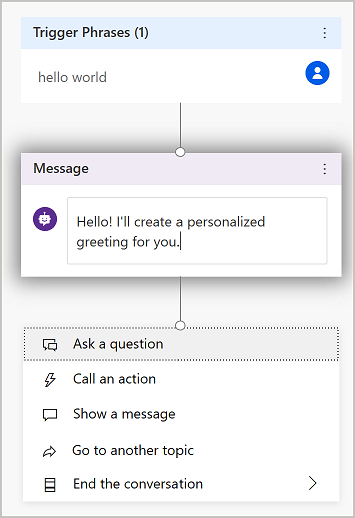 Trigger Phrases (1)
hello world
Message
Hello! I'll create a personalized
greeting for you.
Ask a question
Call an action
Show a message
Go to another topic
End the conversation